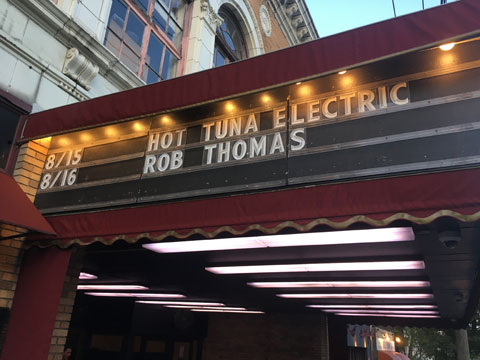 8/15 HOT TUNA ELECTRIC
8/16 ROB THOMAS